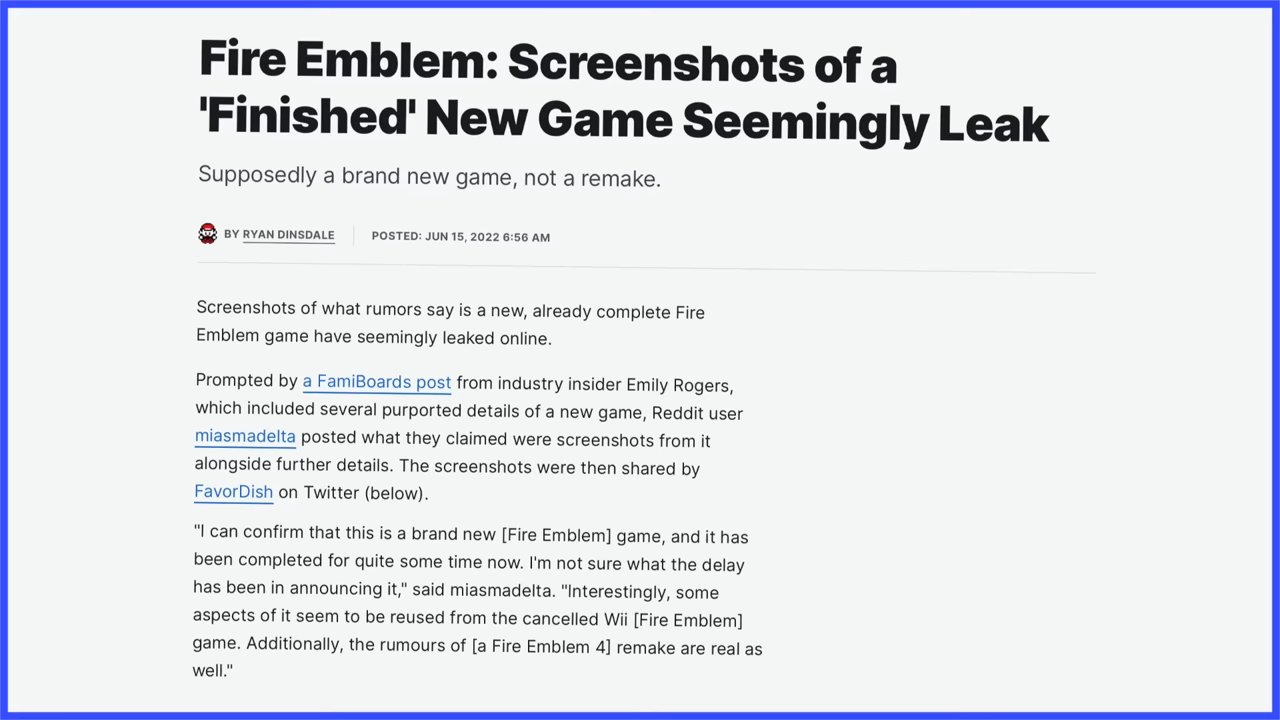 Fire Emblem: Screenshots of a
'Finished' New Game Seemingly Leak
Supposedly a brand new game, not a remake.
BY RYAN DINSDALE POSTED: JUN 15, 2022 6:56 AM
Screenshots of what rumors say is a new, already complete Fire
Emblem game have seemingly leaked online.
Prompted by a FamiBoards post from industry insider Emily Rogers,
which included several purported details of a new game, Reddit user
miasmadelta posted what they claimed were screenshots from it
alongside further details. The screenshots were then shared by
FavorDish on Twitter (below).
"I can confirm that this is a brand new [Fire Emblem] game, and it has
been completed for quite some time now. I'm not sure what the delay
has been in announcing it," said miasmadelta. "Interestingly, some
aspects of it seem to be reused from the cancelled Wii [Fire Emblem]
game. Additionally, the rumours of [a Fire Emblem 4] remake are real as
well."